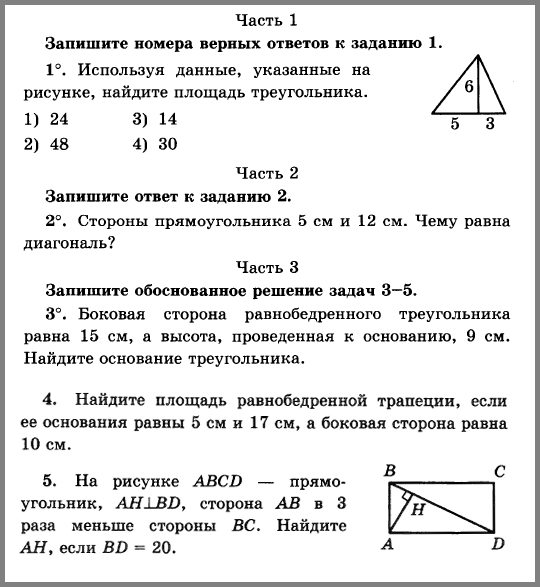 Часть 1
Запишите номера верных ответов к заданию 1.
1°. Используя данные, указанные на
рисунке, найдите площадь треугольника.
1) 24 3) 14
2) 48 4) 30
6
5 3
Часть 2
Запишите ответ к заданию 2.
2°. Стороны прямоугольника 5 см и 12 см. Чему равна
диагональ?
Часть 3
Запишите обоснованное решение задач 3–5.
3°. Боковая сторона равнобедренного треугольника
равна 15 см, а высота, проведенная к основанию, 9 см.
Найдите основание треугольника.
4. Найдите площадь равнобедренной трапеции, если
ее основания равны 5 см и 17 см, а боковая сторона равна
10 см.
5. На рисунке ABCD — прямо-
угольник, AH⊥BD, сторона AB в 3
раза меньше стороны BC. Найдите
AH, если BD = 20.
B C
H
A D